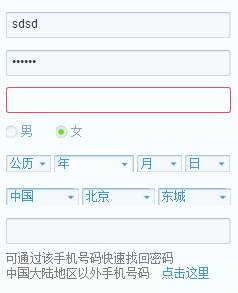 sdsd
••••••
男 女
公历 年 月 日
中国 北京 东城
可通过该手机号码快速找回密码
中国大陆地区以外手机号码 点击这里